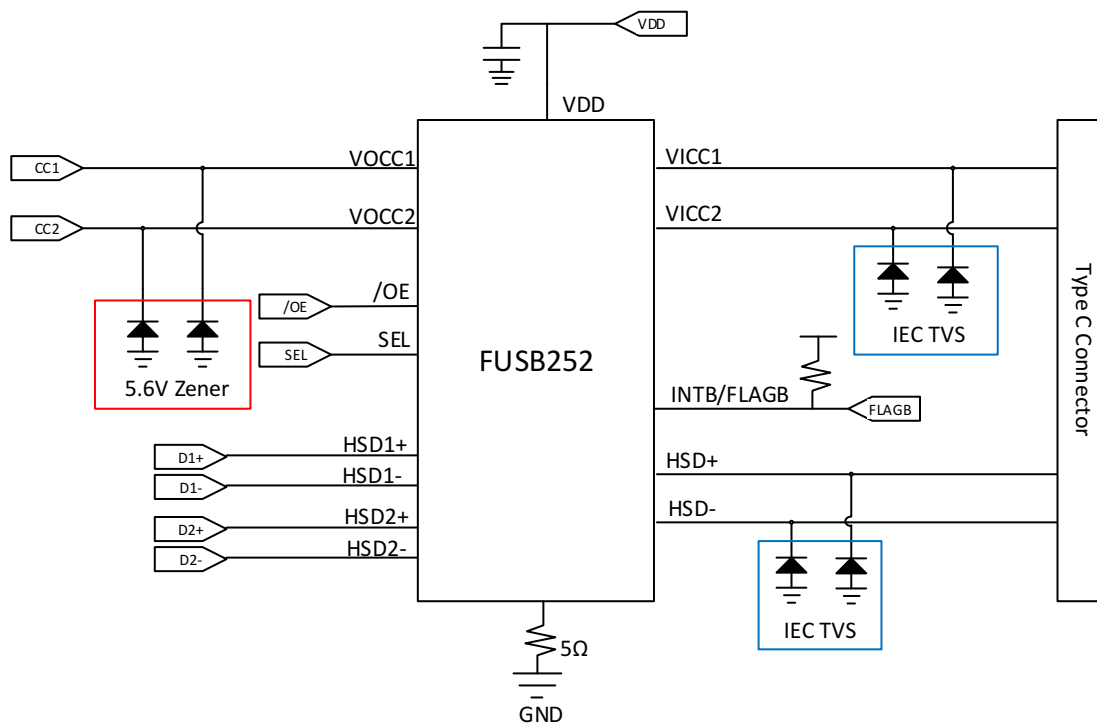 VDD
VDD
CC1
VOCC1
VICC1
CC2
VOCC2
VICC2
/OE
/OE
SEL
SEL
5.6V Zener
FUSB252
IEC TVS
Type C Connector
INTB/FLAGB
FLAGB
D1+
HSD1+
D1-
HSD1-
HSD+
D2+
HSD2+
HSD-
D2-
HSD2-
IEC TVS
5Ω
GND